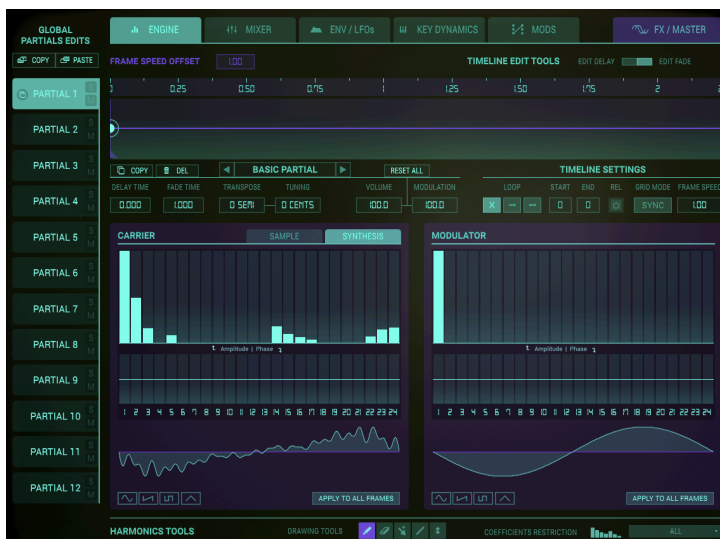 GLOBAL
PARTIALS EDITS
COPY PASTE
ENGINE MIXER ENV / LFOs KEY DYNAMICS MODS FX / MASTER
FRAME SPEED OFFSET 1.00 TIMELINE EDIT TOOLS EDIT DELAY EDIT FADE
0 0.25 0.5 0.75 1 1.25 1.50 1.75 2
PARTIAL 1 S M
PARTIAL 2 S M
PARTIAL 3 S M
PARTIAL 4 S M
PARTIAL 5 S M
PARTIAL 6 S M
PARTIAL 7 S M
PARTIAL 8 S M
PARTIAL 9 S M
PARTIAL 10 S M
PARTIAL 11 S M
PARTIAL 12 S M
COPY DEL BASIC PARTIAL RESET ALL TIMELINE SETTINGS
DELAY TIME FADE TIME TRANSPOSE TUNING VOLUME MODULATION LOOP START END REL GRID MODE FRAME SPEED
0.000 1.000 0 SEMI 0 CENTS 100.0 100.0 X 0 0 SYNC 1.00
CARRIER SAMPLE SYNTHESIS MODULATOR
Amplitude | Phase
Amplitude | Phase
1 2 3 4 5 6 7 8 9 10 11 12 13 14 15 16 17 18 19 20 21 22 23 24
1 2 3 4 5 6 7 8 9 10 11 12 13 14 15 16 17 18 19 20 21 22 23 24
APPLY TO ALL FRAMES
APPLY TO ALL FRAMES
HARMONICS TOOLS DRAWING TOOLS COEFFICIENTS RESTRICTION ALL